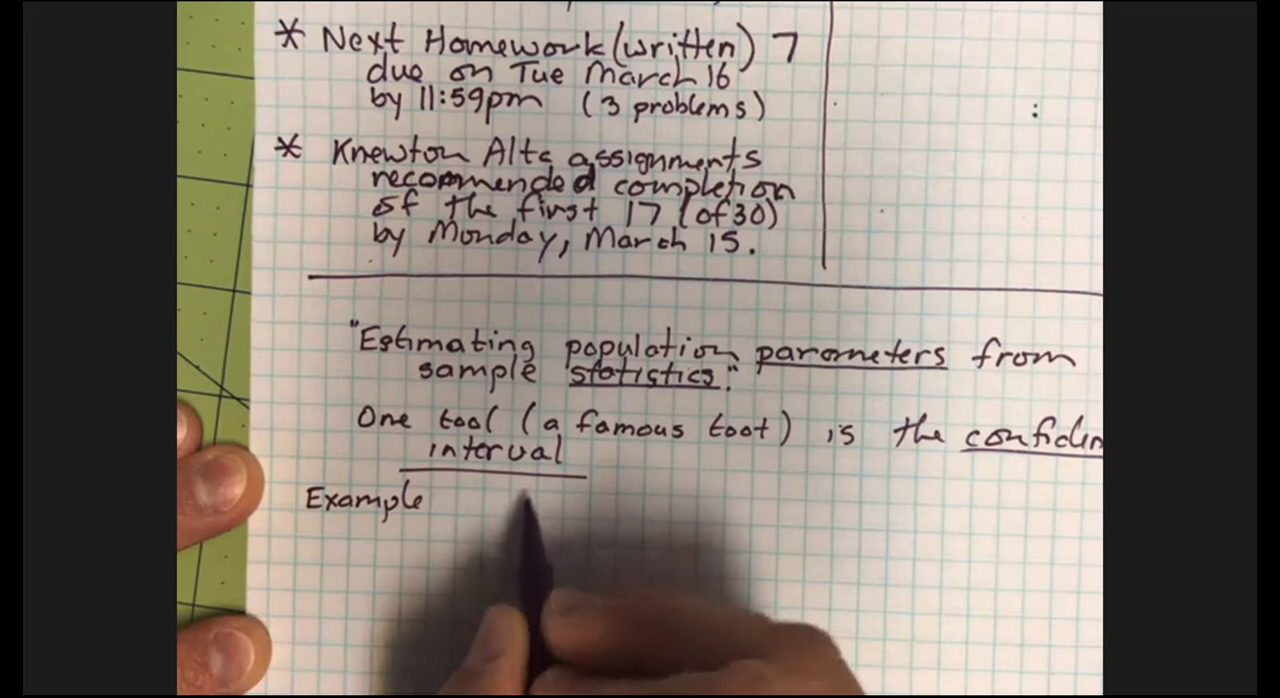 * Next Homework (written) 7
due on Tue March 16
by 11:59pm (3 problems)
* Knewton Alta assignments
recommended completion
of the first 17 (of 30)
by Monday, March 15.
"Estimating population parameters from
sample statistics."
One tool (a famous toot) is the confiden
interval
Example